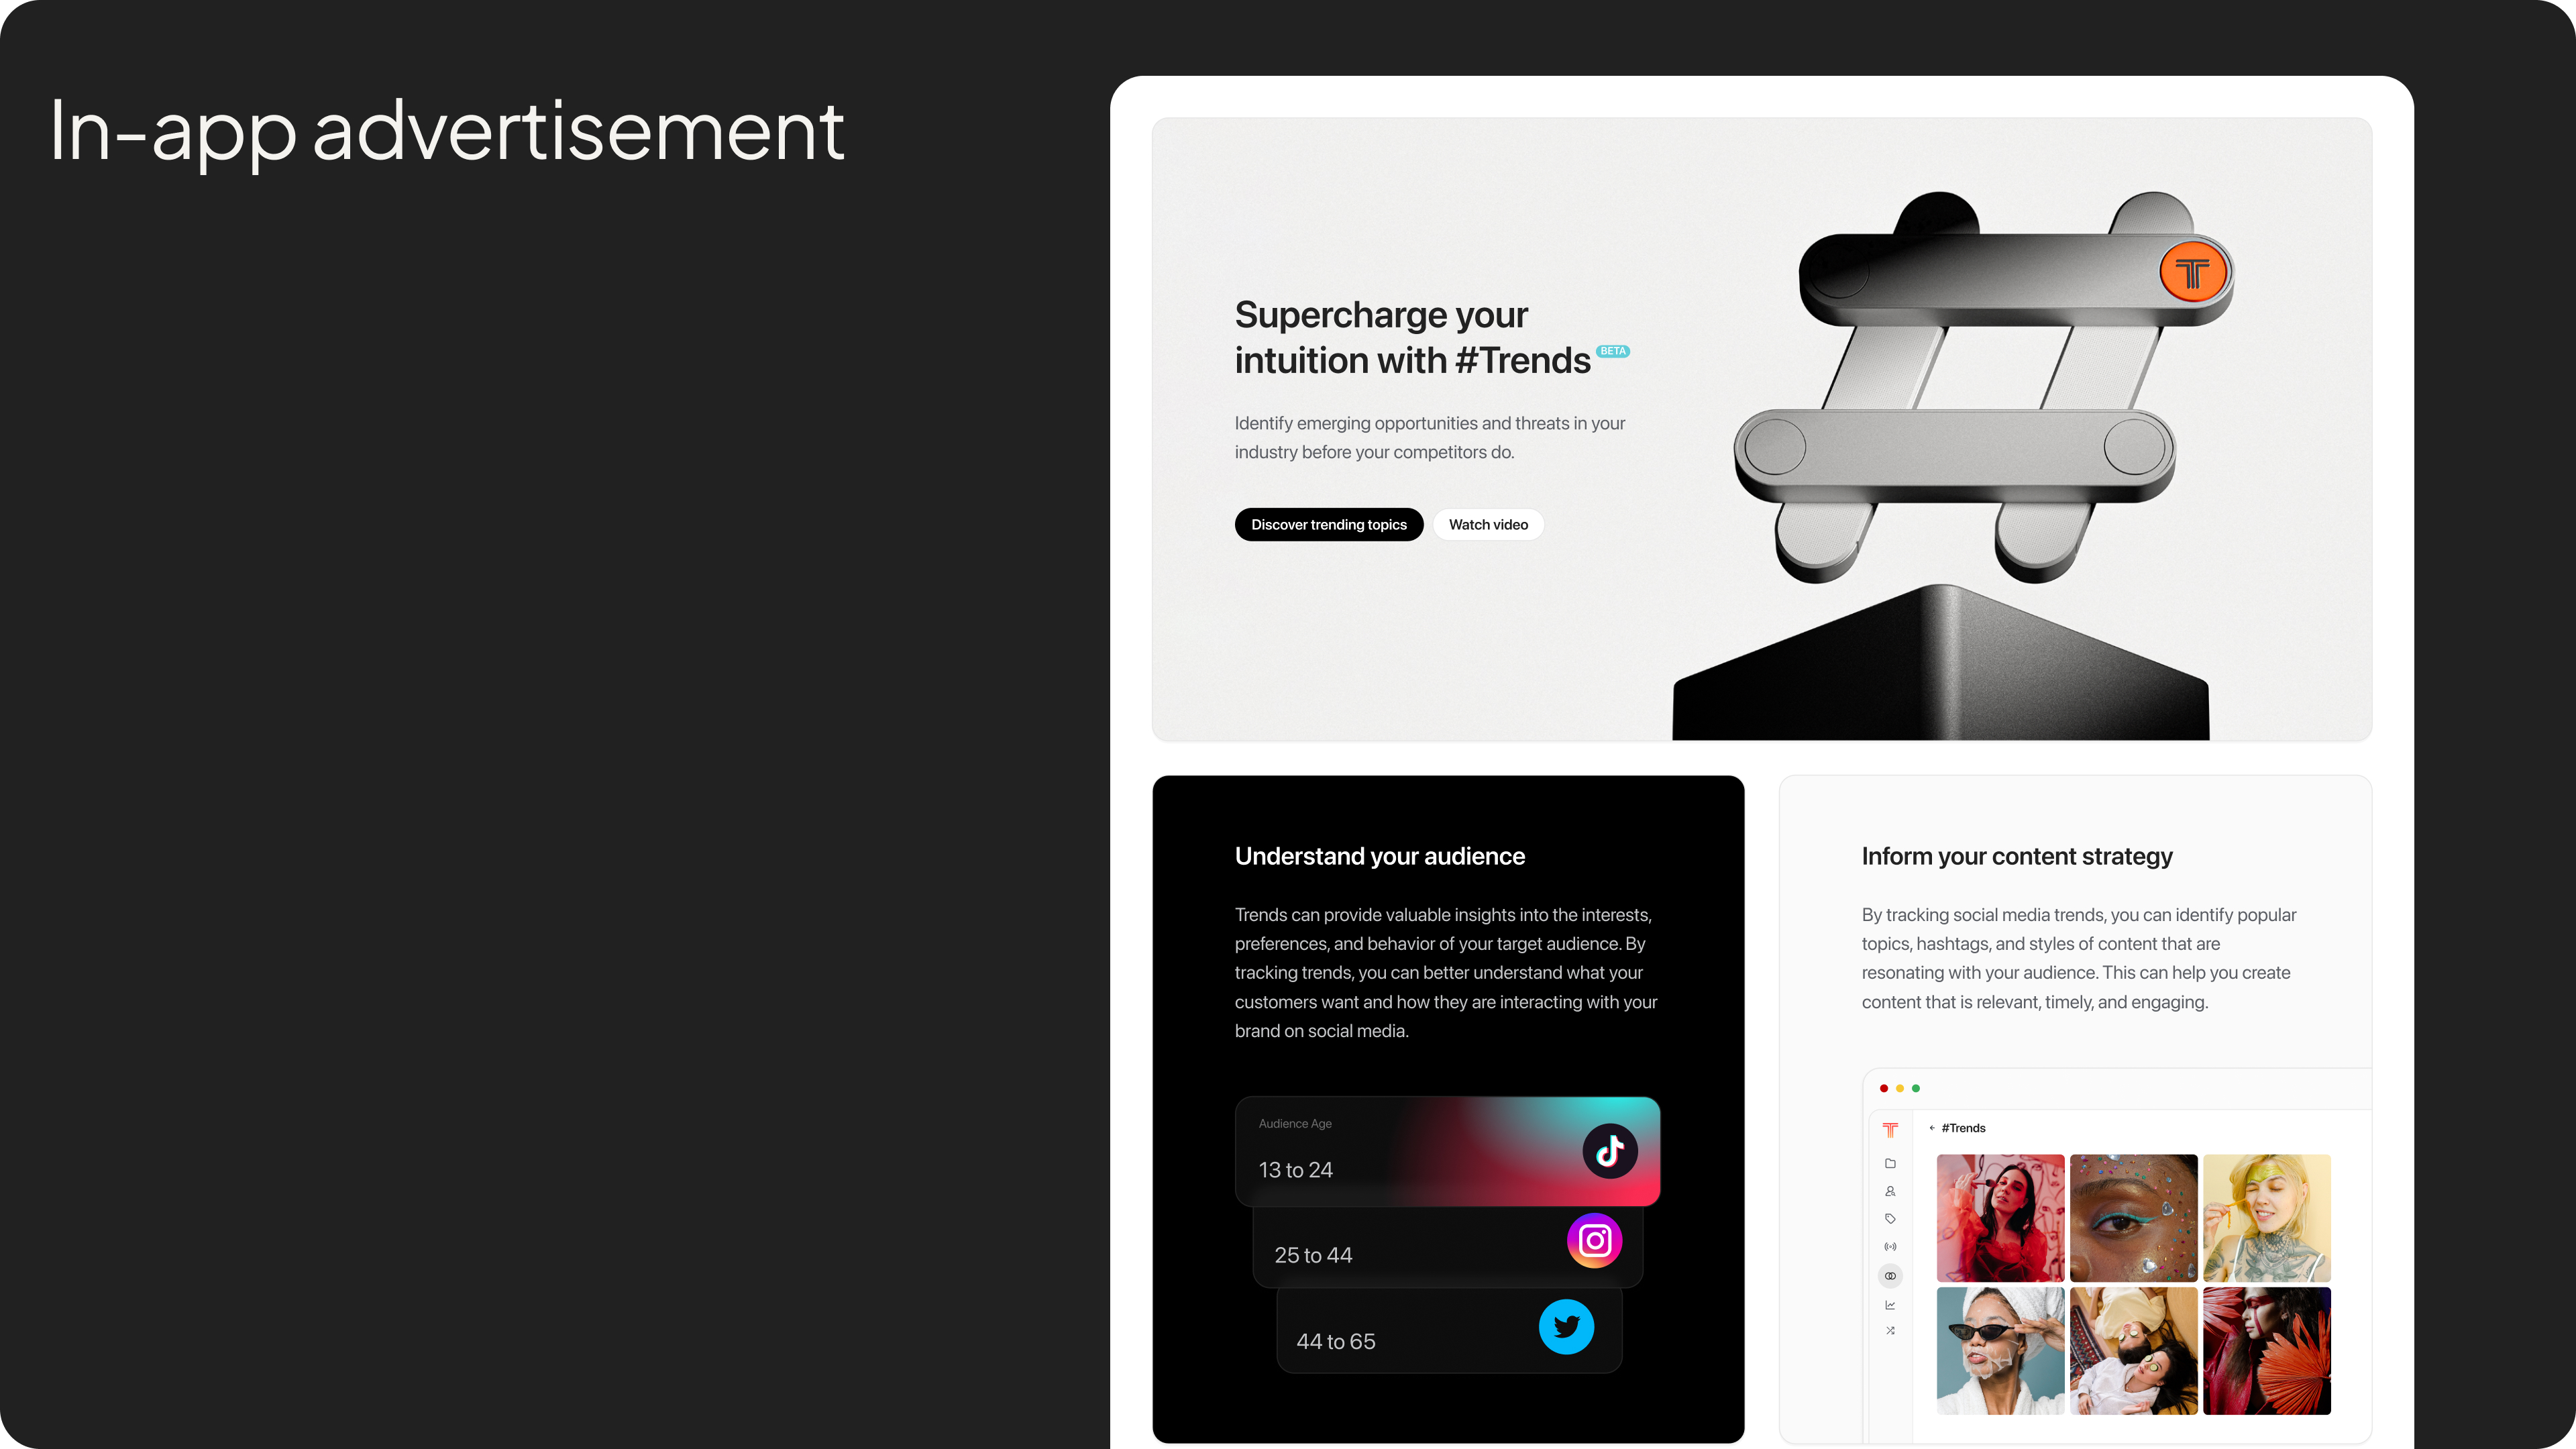 In-app advertisement
Supercharge your
intuition with #Trends BETA
Identify emerging opportunities and threats in your
industry before your competitors do.
Discover trending topics
Watch video
Understand your audience
Trends can provide valuable insights into the interests,
preferences, and behavior of your target audience. By
tracking trends, you can better understand what your
customers want and how they are interacting with your
brand on social media.
Audience Age
13 to 24
25 to 44
44 to 65
Inform your content strategy
By tracking social media trends, you can identify popular
topics, hashtags, and styles of content that are
resonating with your audience. This can help you create
content that is relevant, timely, and engaging.
#Trends